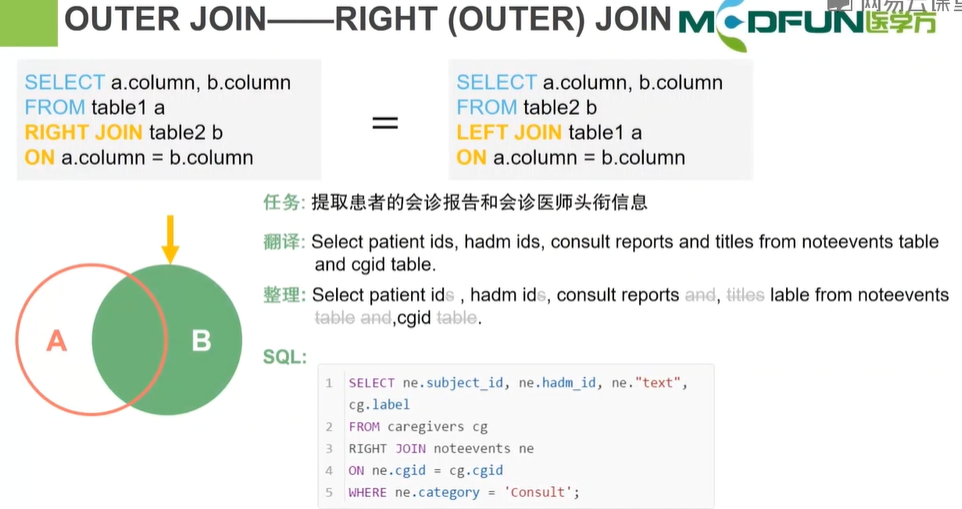 OUTER JOIN——RIGHT (OUTER) JOIN
MEDFUN医学方
网易云课堂
SELECT a.column, b.column
FROM table1 a
RIGHT JOIN table2 b
ON a.column = b.column
=
SELECT a.column, b.column
FROM table2 b
LEFT JOIN table1 a
ON a.column = b.column
任务: 提取患者的会诊报告和会诊医师头衔信息
翻译: Select patient ids, hadm ids, consult reports and titles from noteevents table
and cgid table.
整理: Select patient ids , hadm ids, consult reports and, titles lable from noteevents
table and,cgid table.
A
B
SQL:
1 SELECT ne.subject_id, ne.hadm_id, ne."text",
cg.label
2 FROM caregivers cg
3 RIGHT JOIN noteevents ne
4 ON ne.cgid = cg.cgid
5 WHERE ne.category = 'Consult';